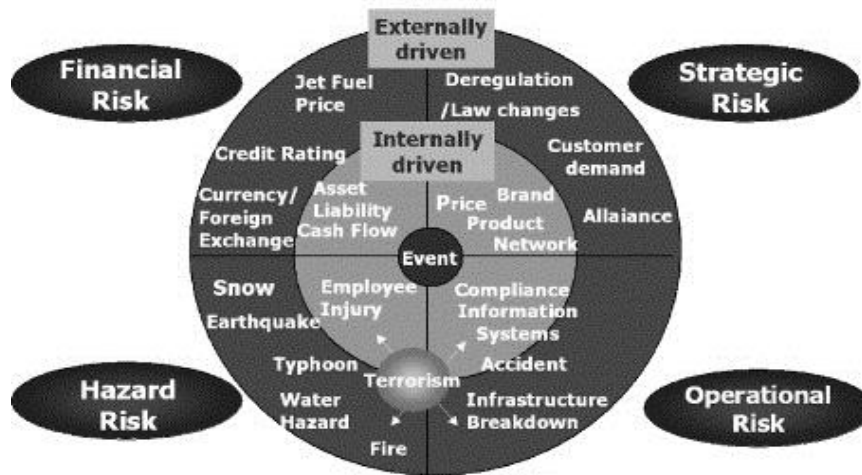 Externally
driven
Financial
Risk
Strategic
Risk
Jet Fuel
Price
Deregulation
/Law changes
Internally
driven
Credit Rating
Customer
demand
Currency/
Foreign
Exchange
Asset
Liability
Cash Flow
Price
Brand
Product
Network
Allaiance
Event
Snow
Earthquake
Employee
Injury
Compliance
Information
Systems
Typhoon
Terrorism
Accident
Hazard
Risk
Water
Hazard
Fire
Infrastructure
Breakdown
Operational
Risk